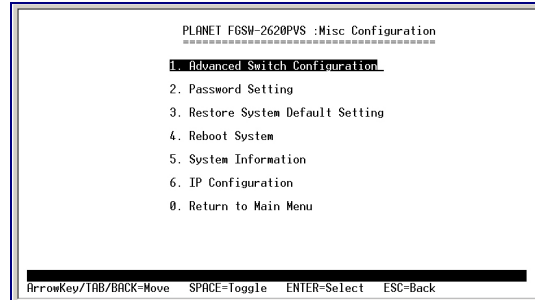 PLANET FGSW-2620PVS :Misc Configuration
=======================================
1. Advanced Switch Configuration_
2. Password Setting
3. Restore System Default Setting
4. Reboot System
5. System Information
6. IP Configuration
0. Return to Main Menu
ArrowKey/TAB/BACK=Move SPACE=Toggle ENTER=Select ESC=Back